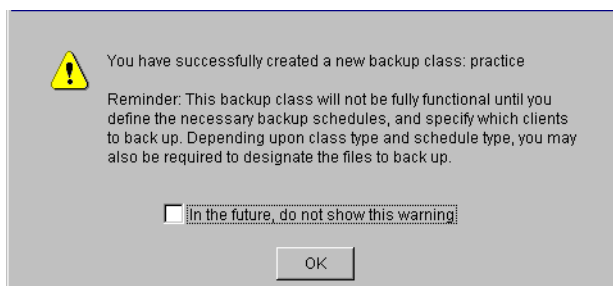 You have successfully created a new backup class: practice
Reminder: This backup class will not be fully functional until you
define the necessary backup schedules, and specify which clients
to back up. Depending upon class type and schedule type, you may
also be required to designate the files to back up.
In the future, do not show this warning
OK